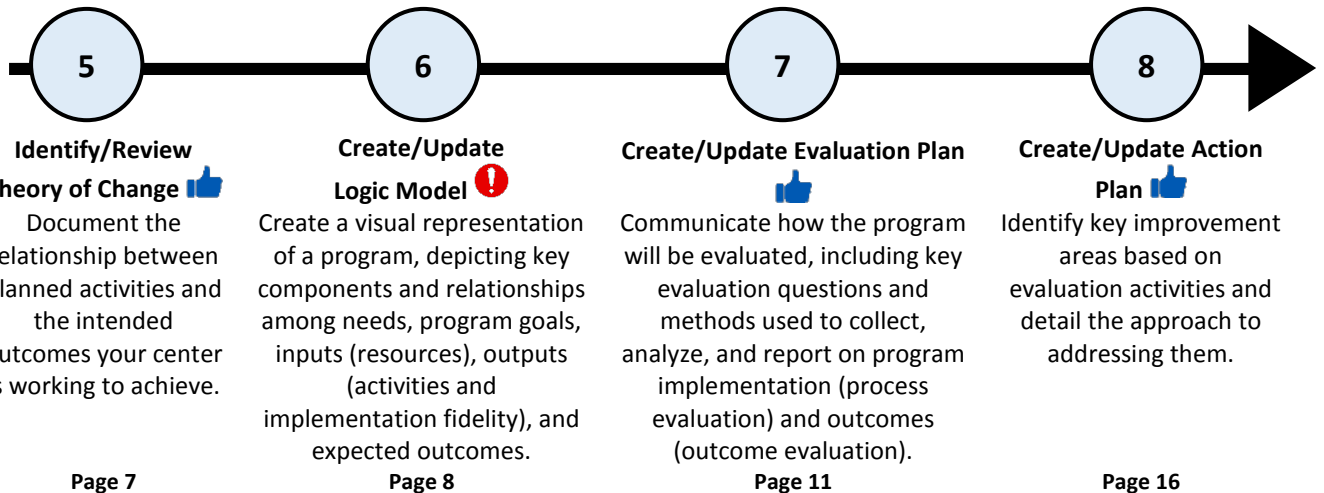 5
Identify/Review
heory of Change
Document the
elationship between
lanned activities and
the intended
utcomes your center
s working to achieve.
Page 7
6
Create/Update
Logic Model
Create a visual representation
of a program, depicting key
components and relationships
among needs, program goals,
inputs (resources), outputs
(activities and
implementation fidelity), and
expected outcomes.
Page 8
7
Create/Update Evaluation Plan
Communicate how the program
will be evaluated, including key
evaluation questions and
methods used to collect,
analyze, and report on program
implementation (process
evaluation) and outcomes
(outcome evaluation).
Page 11
8
Create/Update Action
Plan
Identify key improvement
areas based on
evaluation activities and
detail the approach to
addressing them.
Page 16